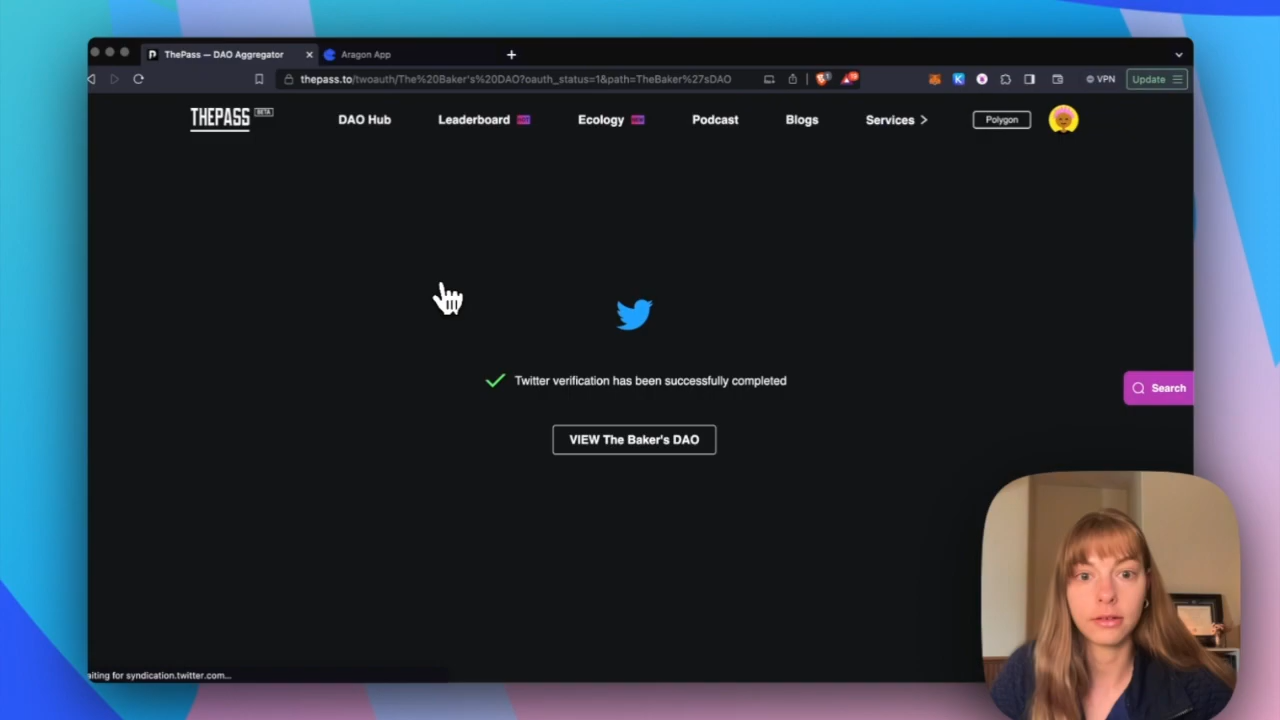 ThePass — DAO Aggregator
Aragon App
thepass.to/twoauth/The%20Baker's%20DAO?oauth_status=1&path=TheBaker%27sDAO
VPN
Update
THEPASS BETA
DAO Hub
Leaderboard
Ecology
Podcast
Blogs
Services
Polygon
Twitter verification has been successfully completed
Search
VIEW The Baker's DAO
aiting for syndication.twitter.com...